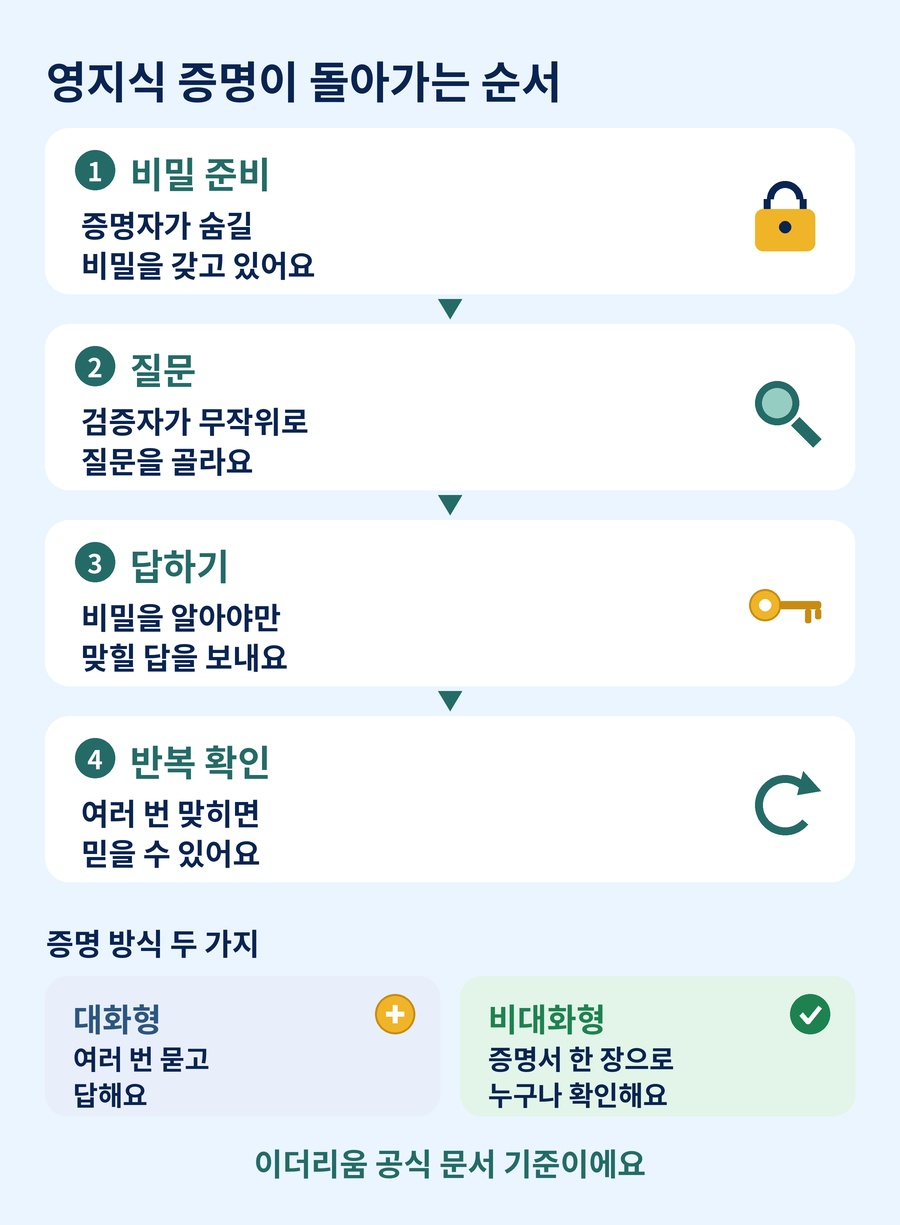 영지식 증명이 돌아가는 순서
1 비밀 준비
증명자가 숨길
비밀을 갖고 있어요
2 질문
검증자가 무작위로
질문을 골라요
3 답하기
비밀을 알아야만
맞힐 답을 보내요
4 반복 확인
여러 번 맞히면
믿을 수 있어요
증명 방식 두 가지
대화형
여러 번 묻고
답해요
비대화형
증명서 한 장으로
누구나 확인해요
이더리움 공식 문서 기준이에요